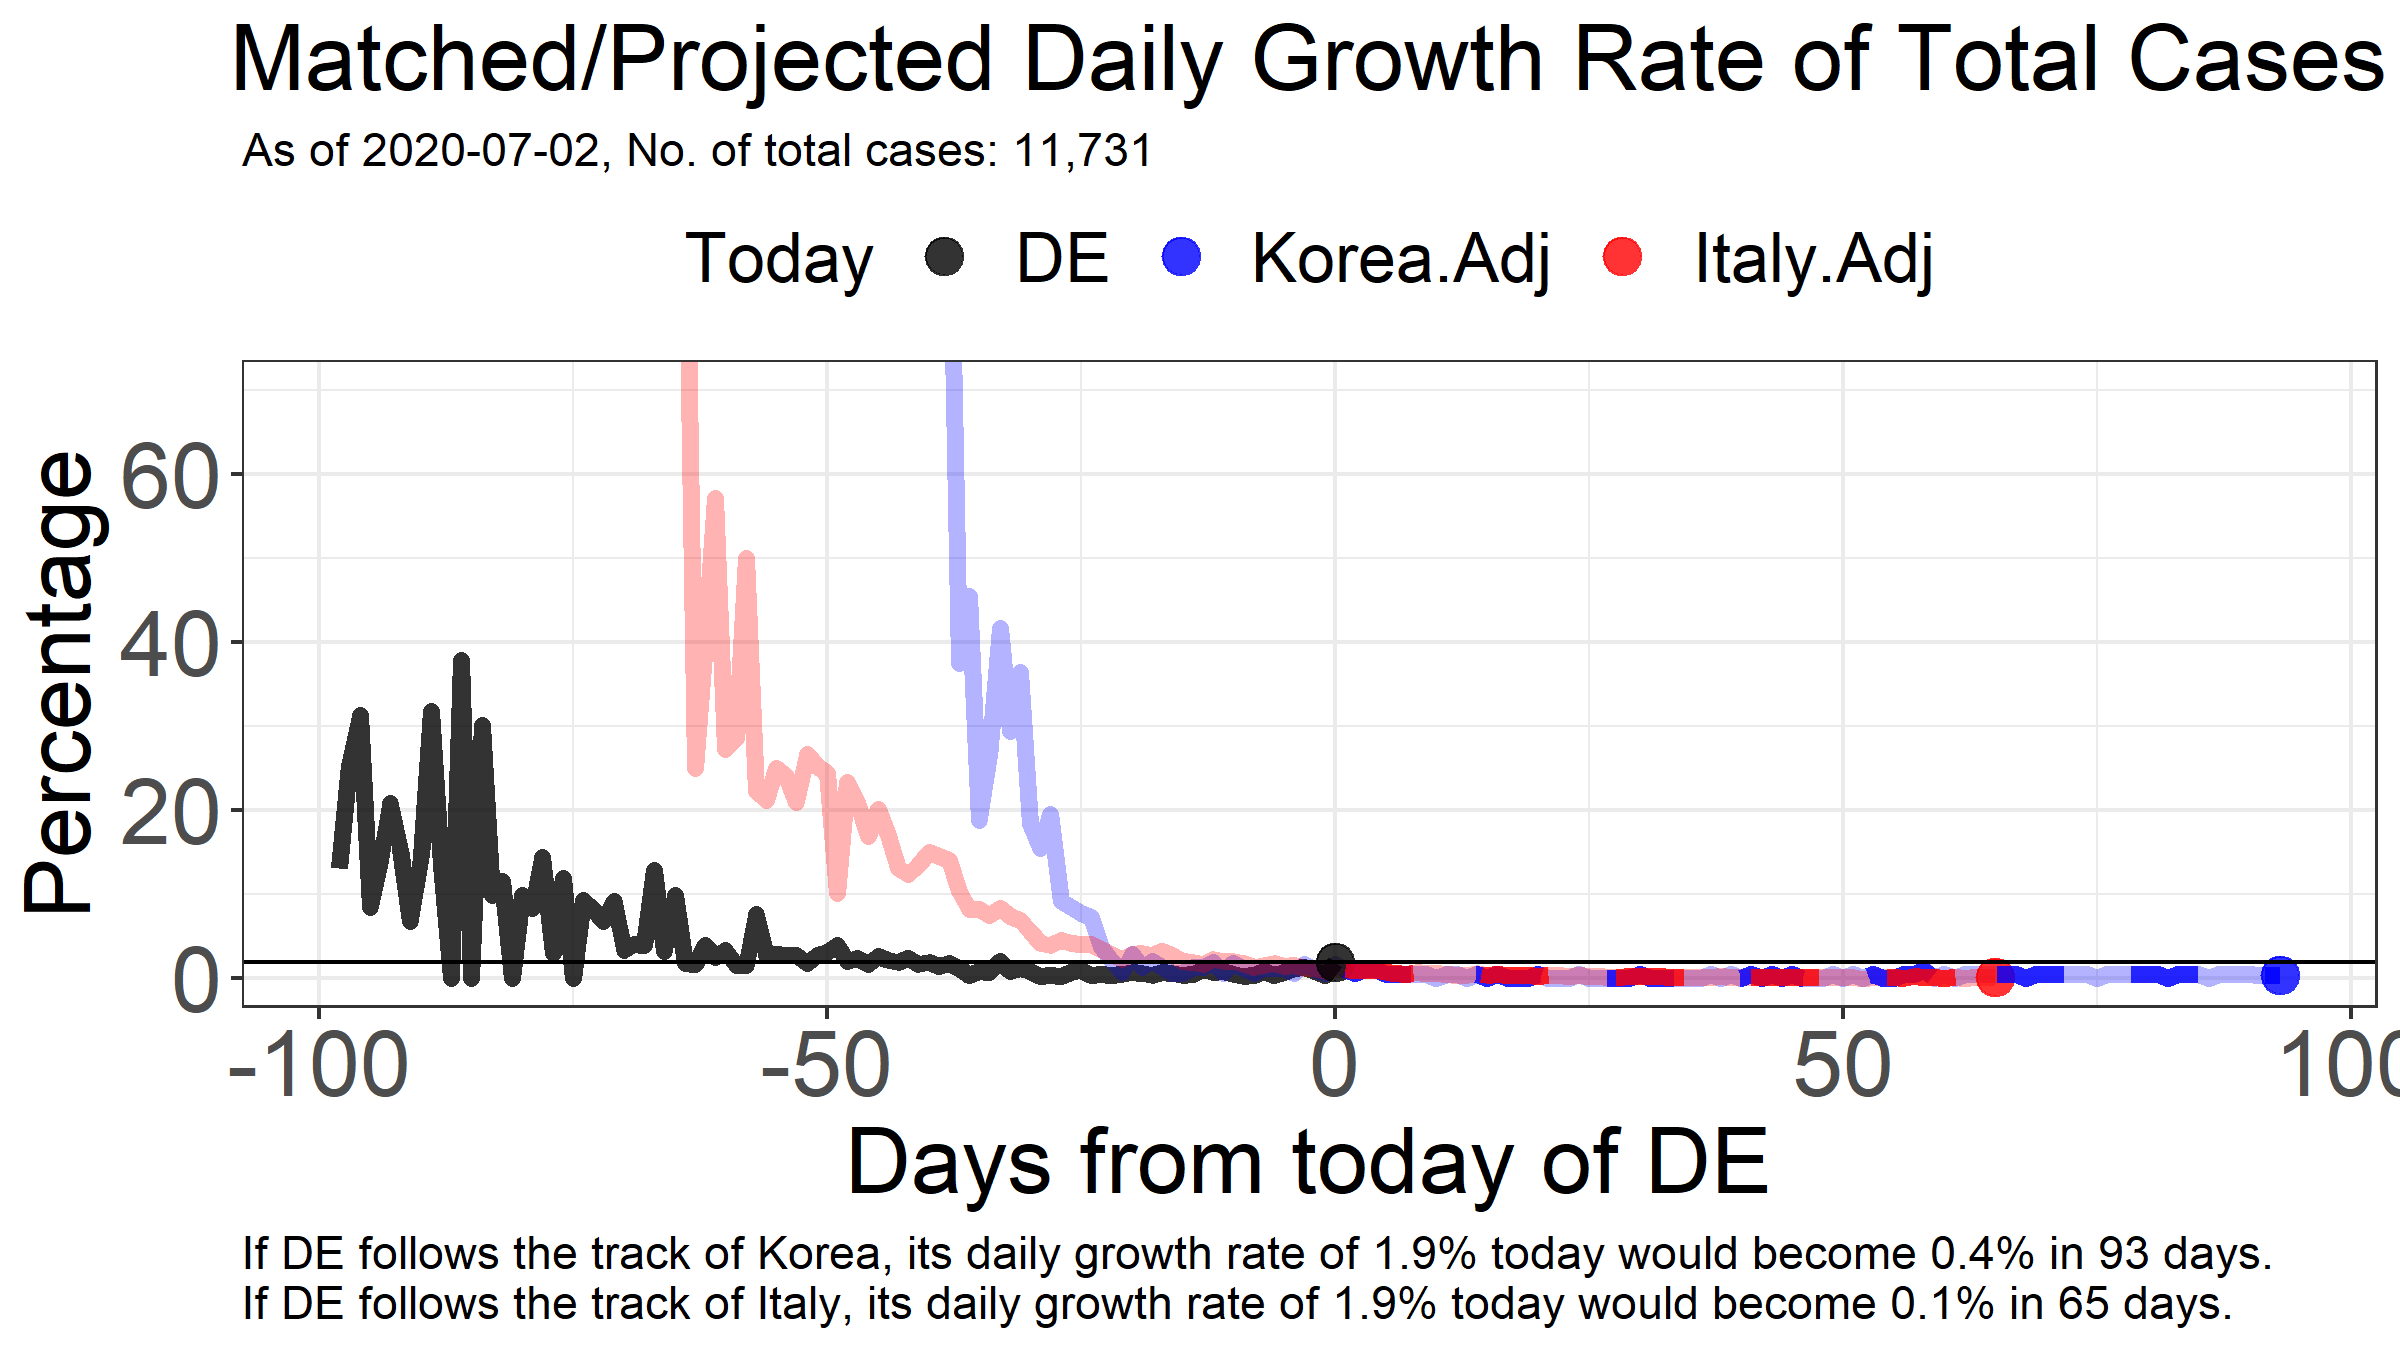 Matched/Projected Daily Growth Rate of Total Cases
As of 2020-07-02, No. of total cases: 11,731
Today DE Korea.Adj Italy.Adj
Percentage
60
40
20
0
-100 -50 0 50 100
Days from today of DE
If DE follows the track of Korea, its daily growth rate of 1.9% today would become 0.4% in 93 days.
If DE follows the track of Italy, its daily growth rate of 1.9% today would become 0.1% in 65 days.